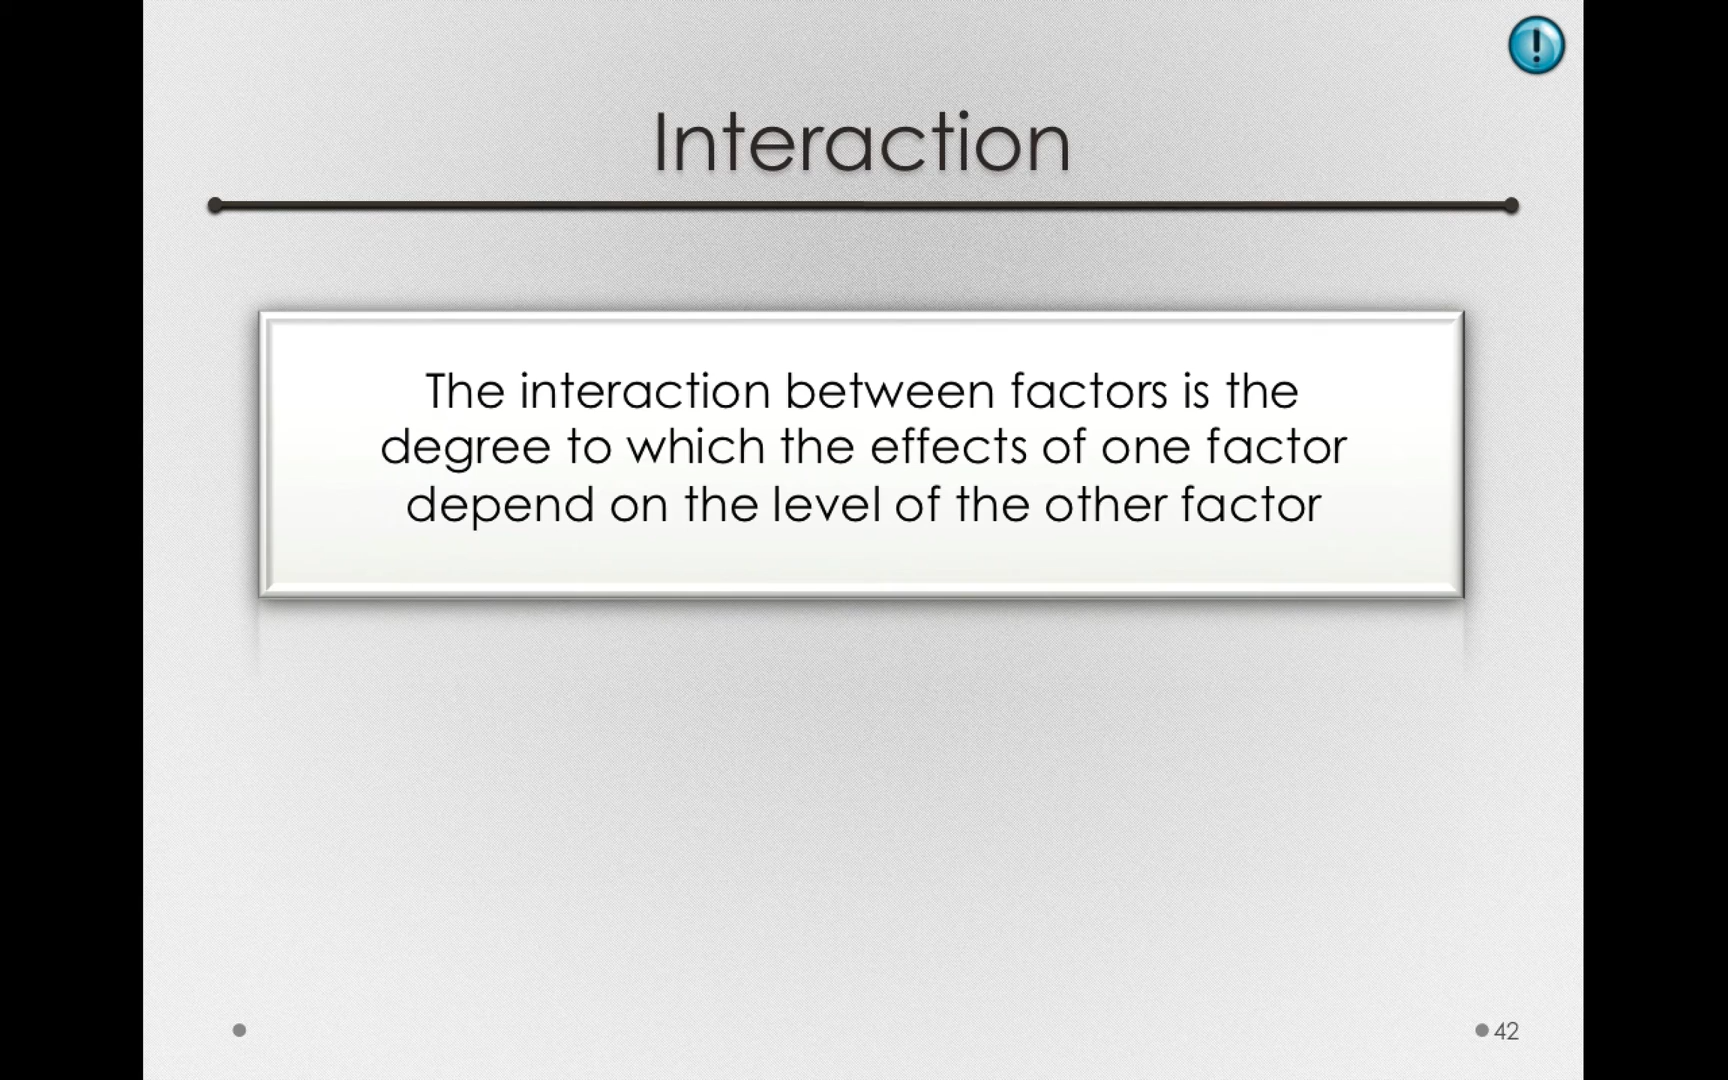 Interaction
The interaction between factors is the
degree to which the effects of one factor
depend on the level of the other factor
42